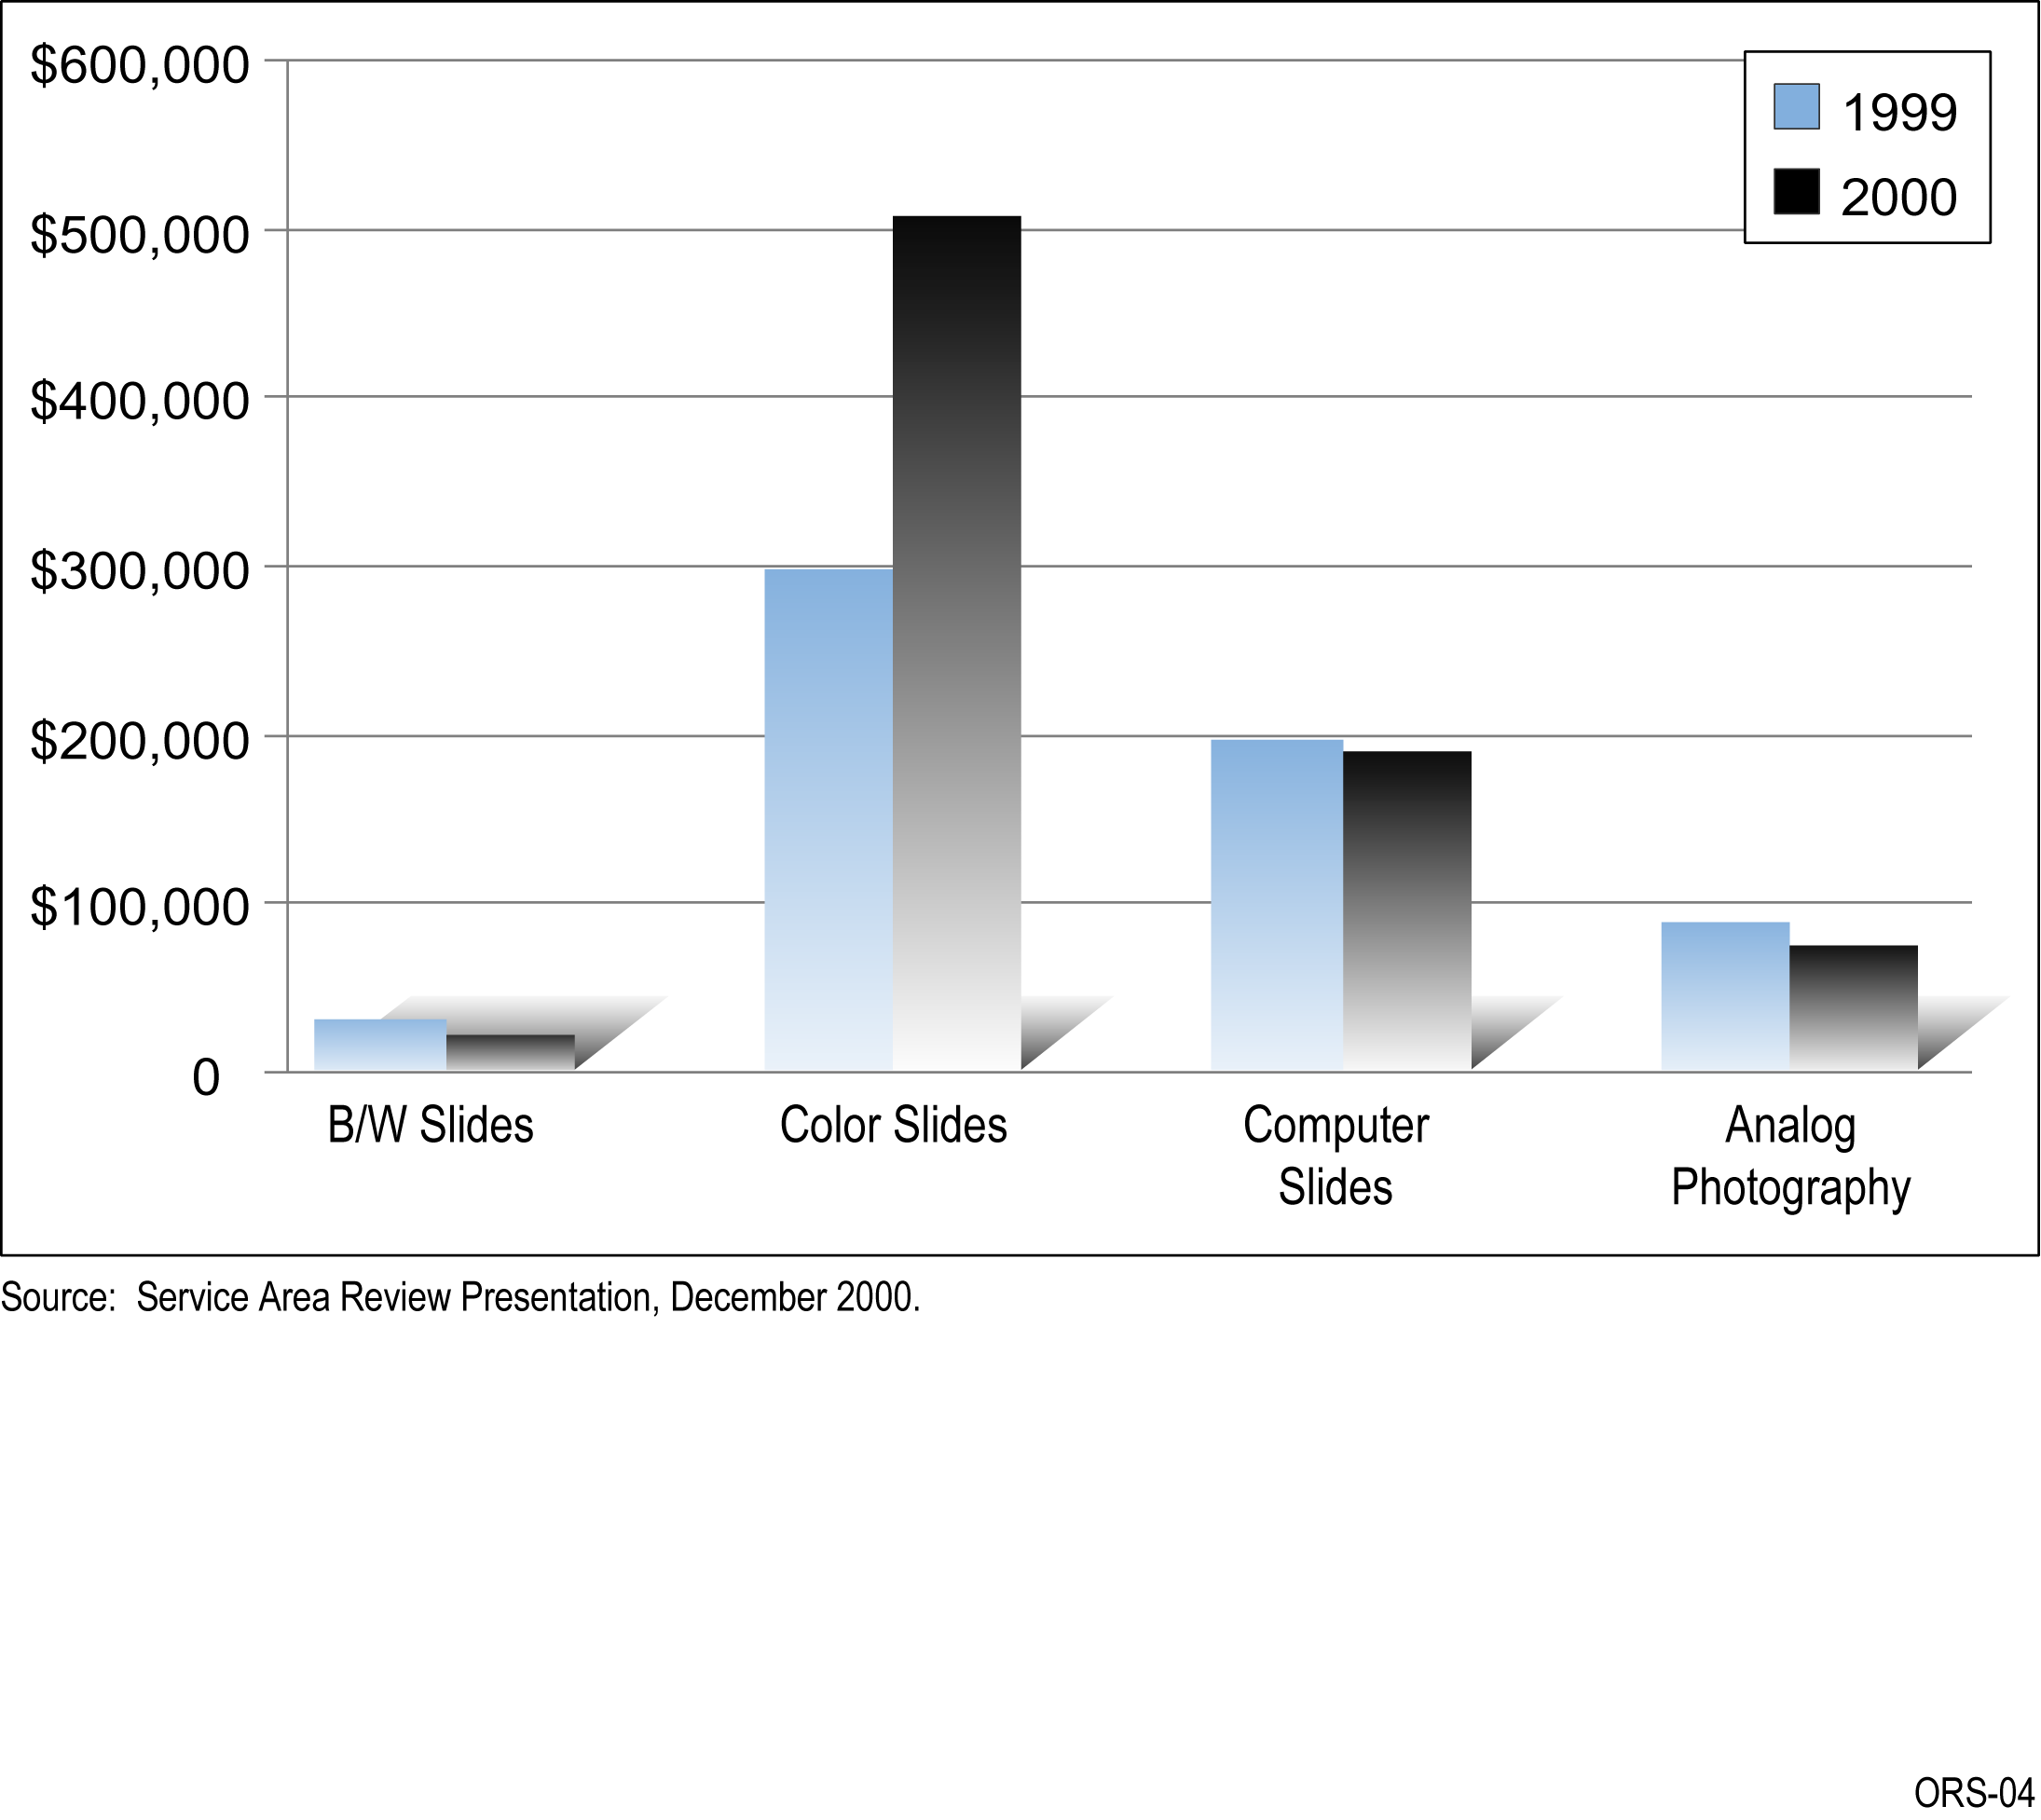 $600,000
1999
2000
$500,000
$400,000
$300,000
$200,000
$100,000
0
B/W Slides
Color Slides
Computer
Slides
Analog
Photography
Source: Service Area Review Presentation, December 2000.
ORS-04